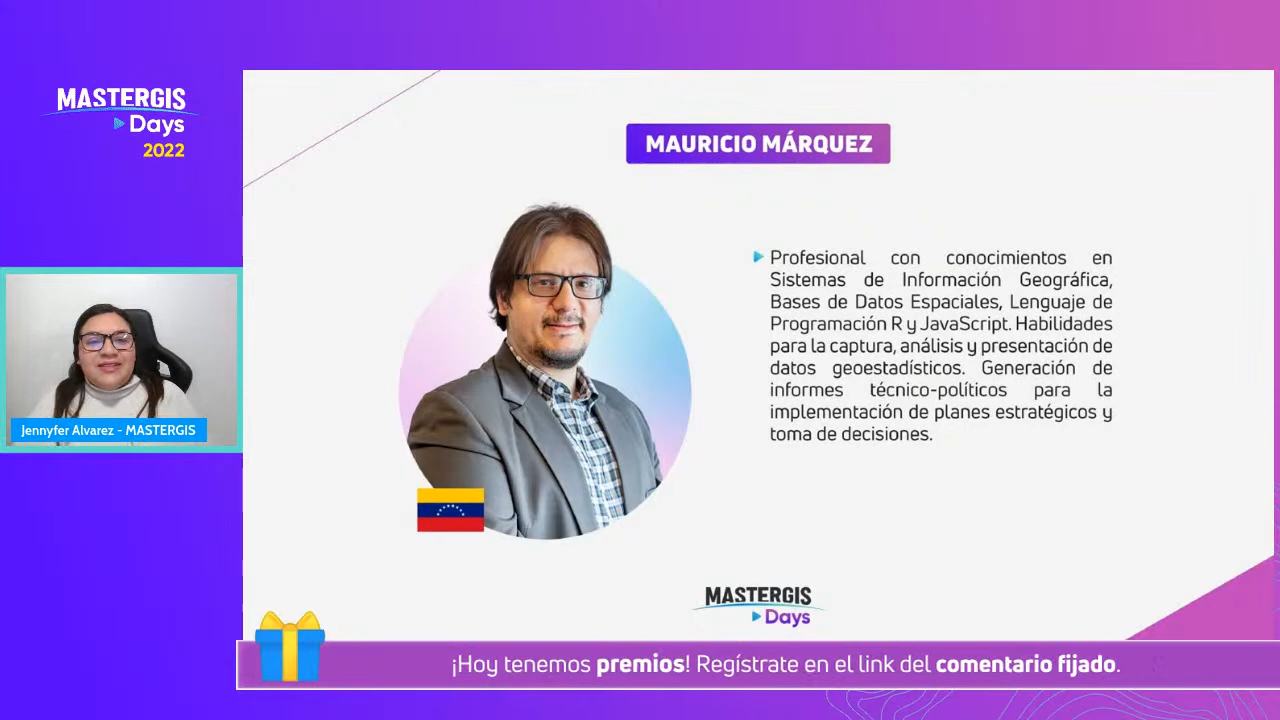 MASTERGIS
Days
2022
MAURICIO MÁRQUEZ
Profesional con conocimientos en
Sistemas de Información Geográfica,
Bases de Datos Espaciales, Lenguaje de
Programación R y JavaScript. Habilidades
para la captura, análisis y presentación de
datos geoestadísticos. Generación de
informes técnico-políticos para la
implementación de planes estratégicos y
toma de decisiones.
Jennyfer Alvarez - MASTERGIS
MASTERGIS
Days
¡Hoy tenemos premios! Regístrate en el link del comentario fijado.